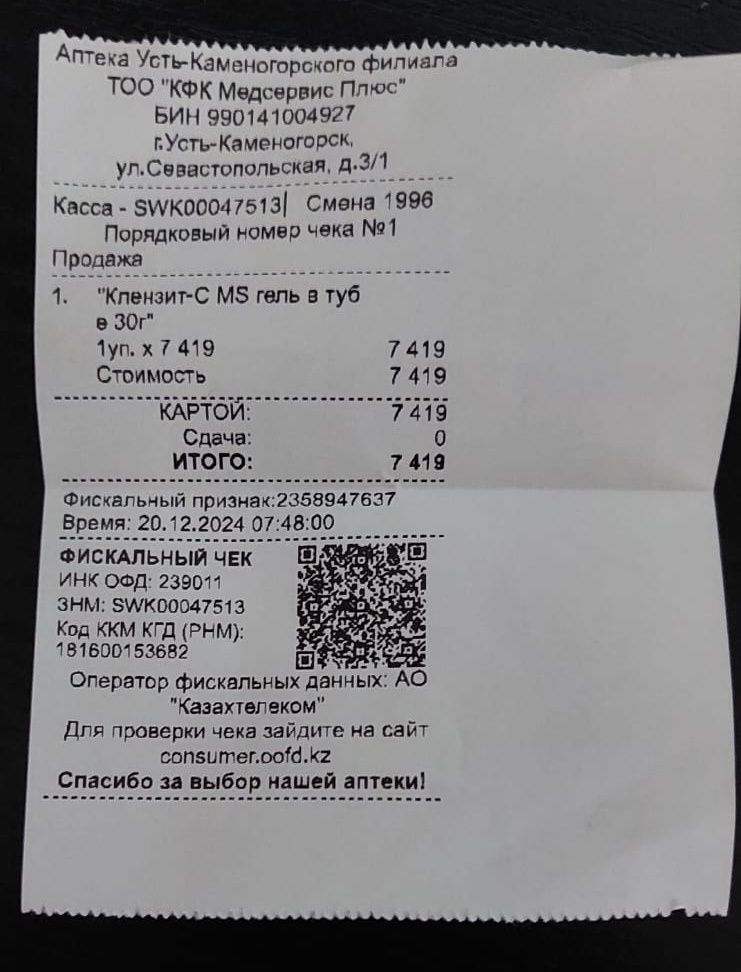 Аптека Усть-Каменогорского филиала
ТОО "КФК Медсервис Плюс"
БИН 990141004927
г.Усть-Каменогорск,
ул.Севастопольская, д.3/1
Касса - SWK00047513| Смена 1996
Порядковый номер чека №1
Продажа
1. "Клензит-С MS гель в туб
е 30г"
1уп. x 7 419 7 419
Стоимость 7 419
КАРТОЙ: 7 419
Сдача: 0
ИТОГО: 7 419
Фискальный признак:2358947637
Время: 20.12.2024 07:48:00
ФИСКАЛЬНЫЙ ЧЕК
ИНК ОФД: 239011
ЗНМ: SWK00047513
Код ККМ КГД (РНМ):
181600153682
Оператор фискальных данных: АО
"Казахтелеком"
Для проверки чека зайдите на сайт
consumer.oofd.kz
Спасибо за выбор нашей аптеки!